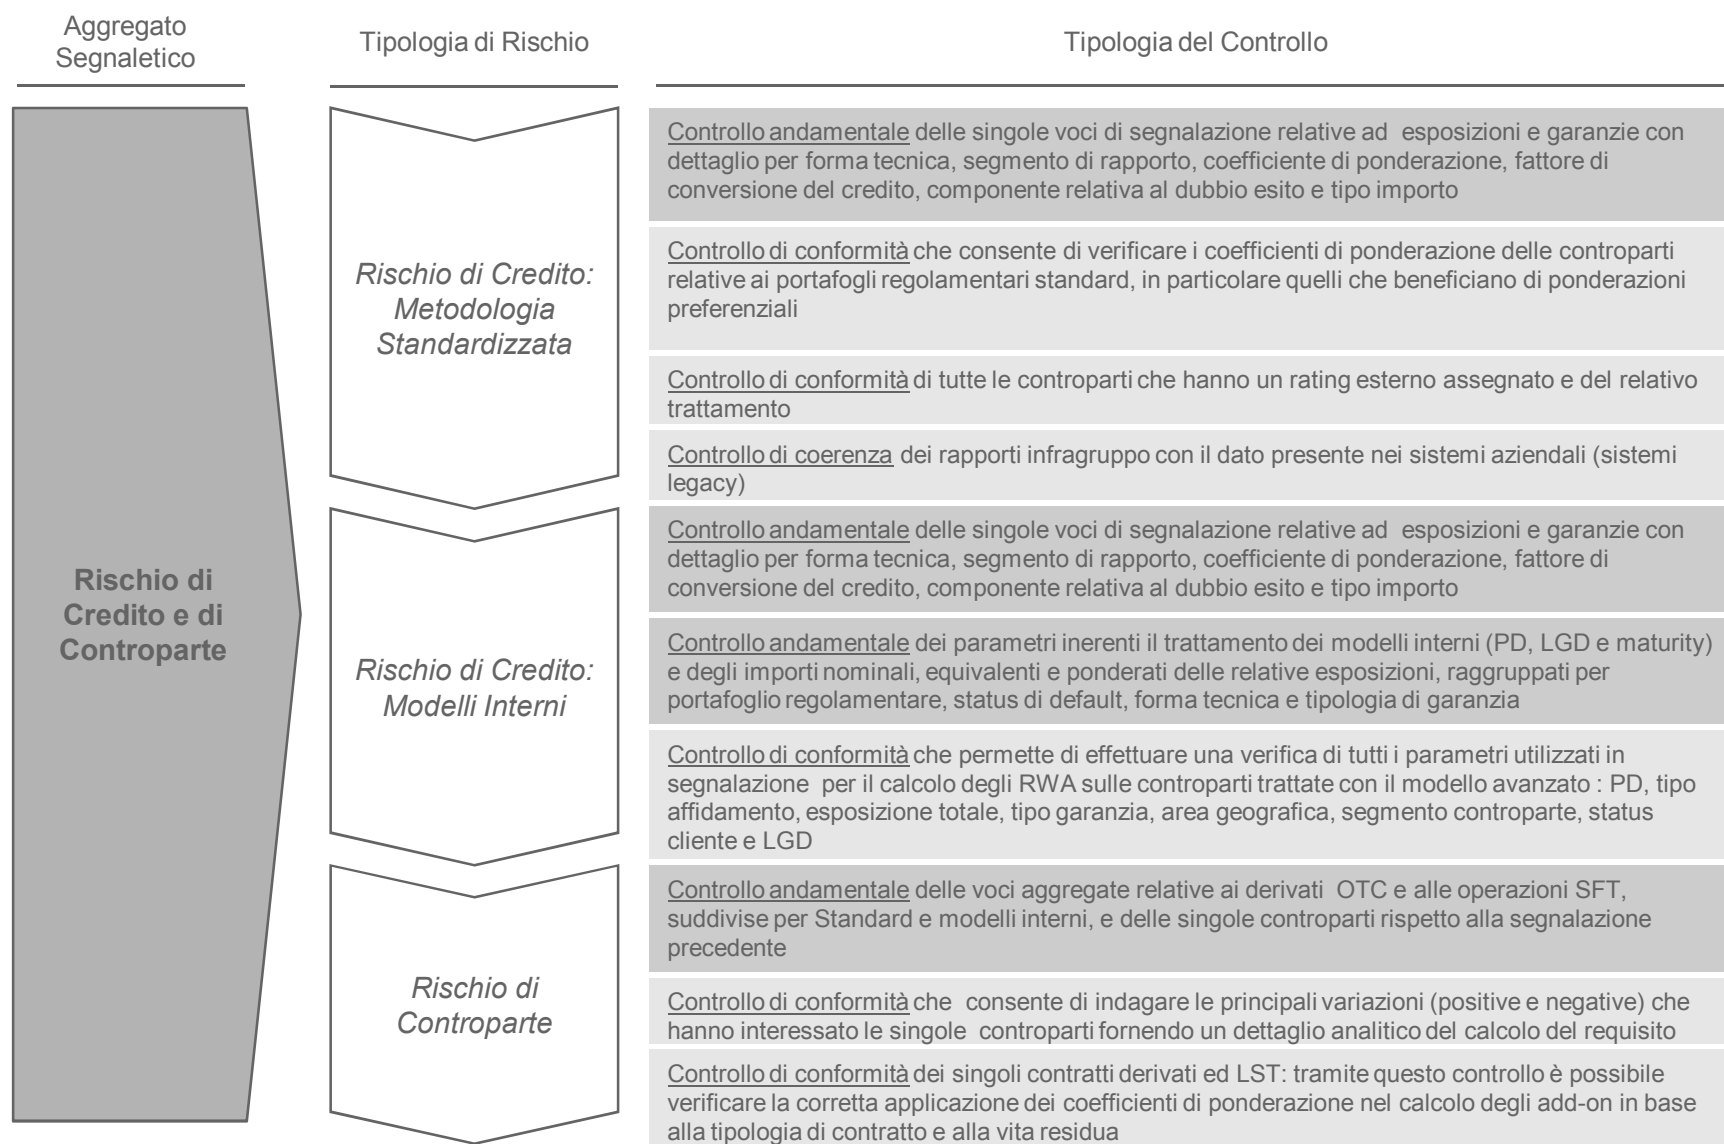 Aggregato
Segnaletico
Tipologia di Rischio
Tipologia del Controllo
Rischio di
Credito e di
Controparte
Rischio di Credito:
Metodologia
Standardizzata
Controllo andamentale delle singole voci di segnalazione relative ad esposizioni e garanzie con
dettaglio per forma tecnica, segmento di rapporto, coefficiente di ponderazione, fattore di
conversione del credito, componente relativa al dubbio esito e tipo importo
Controllo di conformità che consente di verificare i coefficienti di ponderazione delle controparti
relative ai portafogli regolamentari standard, in particolare quelli che beneficiano di ponderazioni
preferenziali
Controllo di conformità di tutte le controparti che hanno un rating esterno assegnato e del relativo
trattamento
Controllo di coerenza dei rapporti infragruppo con il dato presente nei sistemi aziendali (sistemi
legacy)
Rischio di Credito:
Modelli Interni
Controllo andamentale delle singole voci di segnalazione relative ad esposizioni e garanzie con
dettaglio per forma tecnica, segmento di rapporto, coefficiente di ponderazione, fattore di
conversione del credito, componente relativa al dubbio esito e tipo importo
Controllo andamentale dei parametri inerenti il trattamento dei modelli interni (PD, LGD e maturity)
e degli importi nominali, equivalenti e ponderati delle relative esposizioni, raggruppati per
portafoglio regolamentare, status di default, forma tecnica e tipologia di garanzia
Controllo di conformità che permette di effettuare una verifica di tutti i parametri utilizzati in
segnalazione per il calcolo degli RWA sulle controparti trattate con il modello avanzato : PD, tipo
affidamento, esposizione totale, tipo garanzia, area geografica, segmento controparte, status
cliente e LGD
Rischio di
Controparte
Controllo andamentale delle voci aggregate relative ai derivati OTC e alle operazioni SFT,
suddivise per Standard e modelli interni, e delle singole controparti rispetto alla segnalazione
precedente
Controllo di conformità che consente di indagare le principali variazioni (positive e negative) che
hanno interessato le singole controparti fornendo un dettaglio analitico del calcolo del requisito
Controllo di conformità dei singoli contratti derivati ed LST: tramite questo controllo è possibile
verificare la corretta applicazione dei coefficienti di ponderazione nel calcolo degli add-on in base
alla tipologia di contratto e alla vita residua